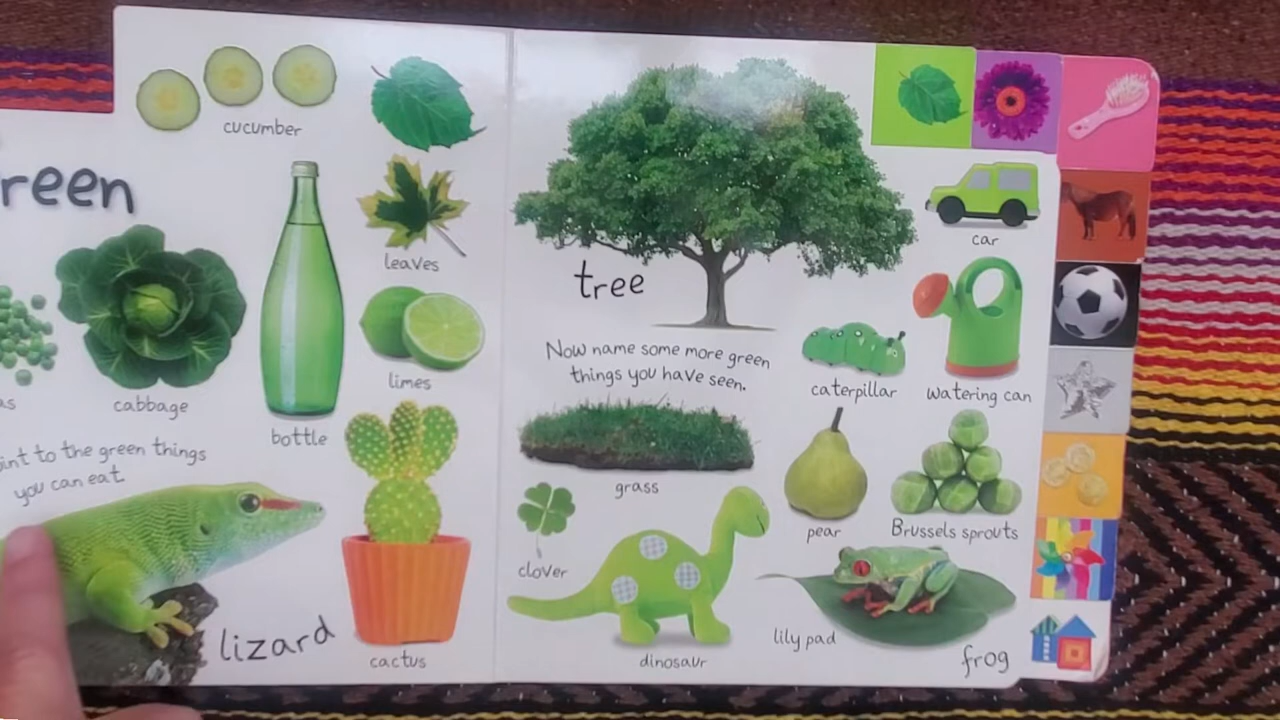 cucumber
reen
leaves
as
cabbage
bottle
limes
int to the green things
you can eat.
lizard
cactus
tree
car
Now name some more green
things you have seen.
caterpillar
watering can
grass
pear
Brussels sprouts
clover
dinosaur
lily pad
frog